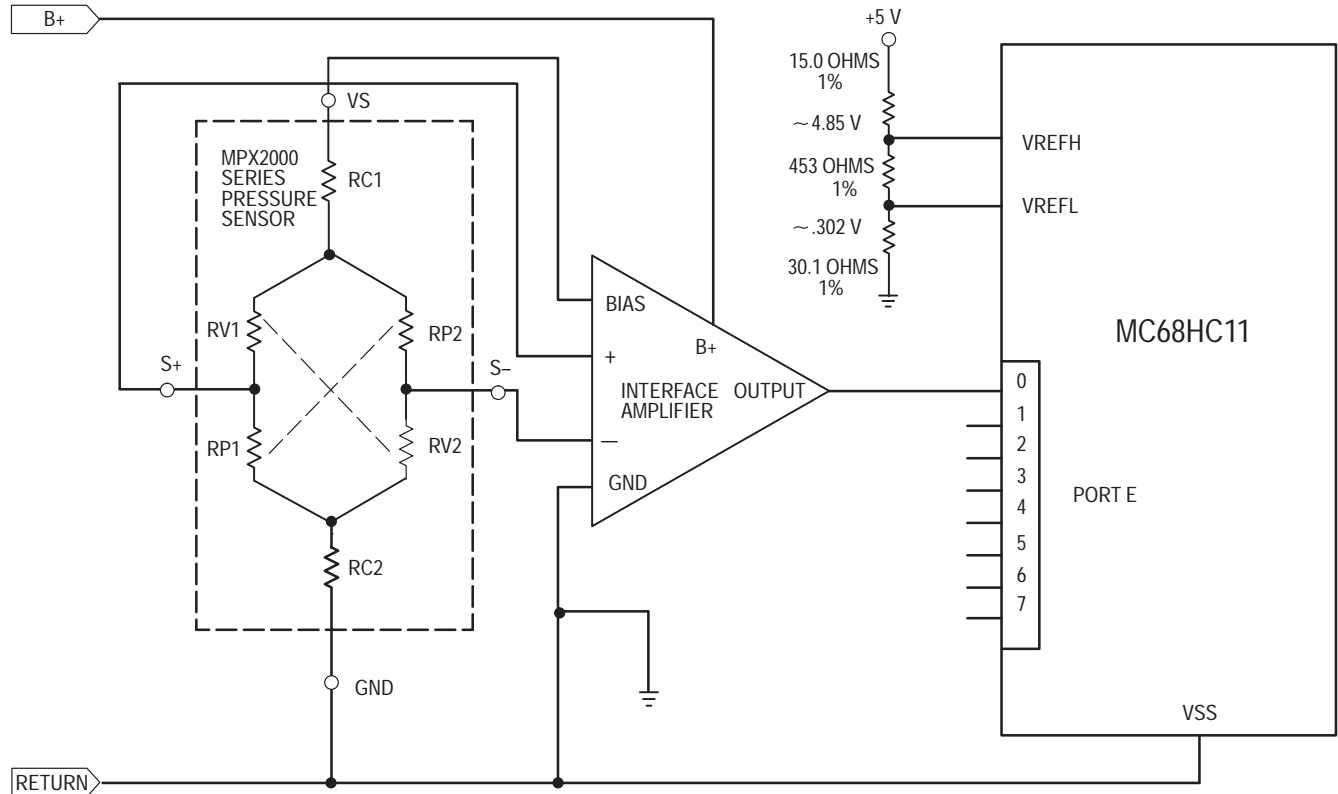 B+
+5 V
15.0 OHMS
1%
~4.85 V
453 OHMS
1%
~.302 V
30.1 OHMS
1%
VS
MPX2000
SERIES
PRESSURE
SENSOR
RC1
RV1
RP2
S+
S–
RP1
RV2
RC2
GND
BIAS
B+
+
INTERFACE
AMPLIFIER
OUTPUT
—
GND
VREFH
VREFL
MC68HC11
0
1
2
3
4
5
6
7
PORT E
VSS
RETURN